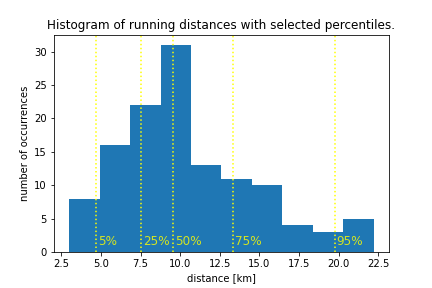 Histogram of running distances with selected percentiles.
number of occurrences
30
25
20
15
10
5
0
5% 25% 50% 75% 95%
2.5 5.0 7.5 10.0 12.5 15.0 17.5 20.0 22.5
distance [km]